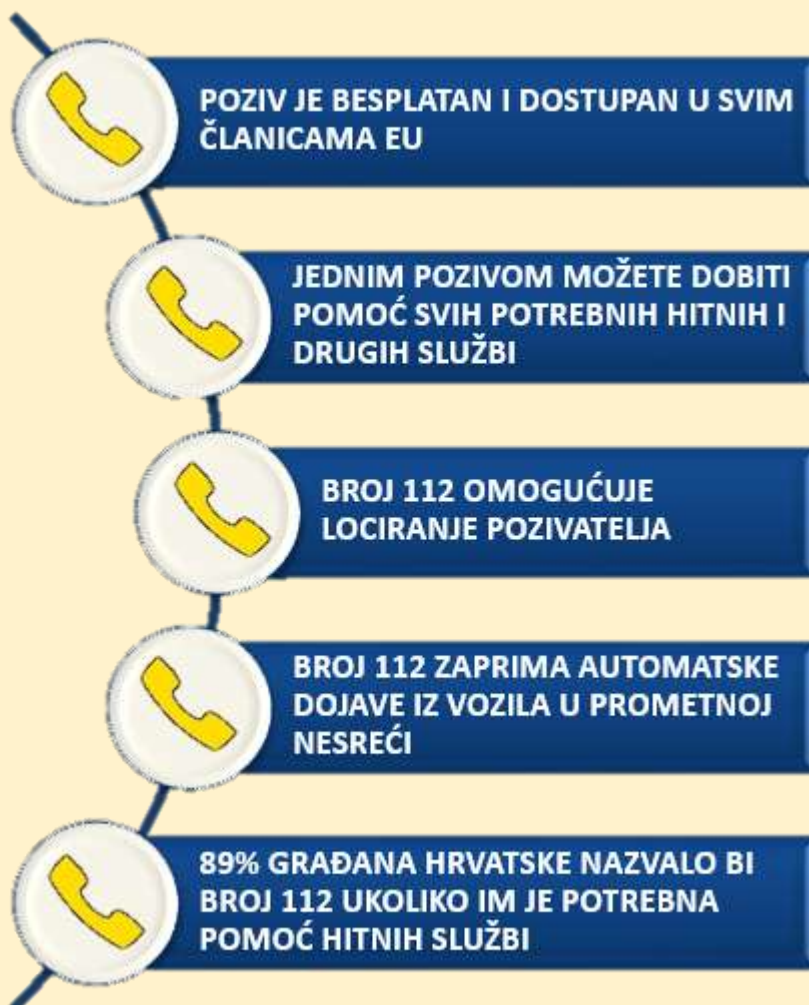 POZIV JE BESPLATAN I DOSTUPAN U SVIM
ČLANICAMA EU
JEDNIM POZIVOM MOŽETE DOBITI
POMOĆ SVIH POTREBNIH HITNIH I
DRUGIH SLUŽBI
BROJ 112 OMOGUĆUJE
LOCIRANJE POZIVATELJA
BROJ 112 ZAPRIMA AUTOMATSKE
DOJAVE IZ VOZILA U PROMETNOJ
NESREĆI
89% GRAĐANA HRVATSKE NAZVALO BI
BROJ 112 UKOLIKO IM JE POTREBNA
POMOĆ HITNIH SLUŽBI